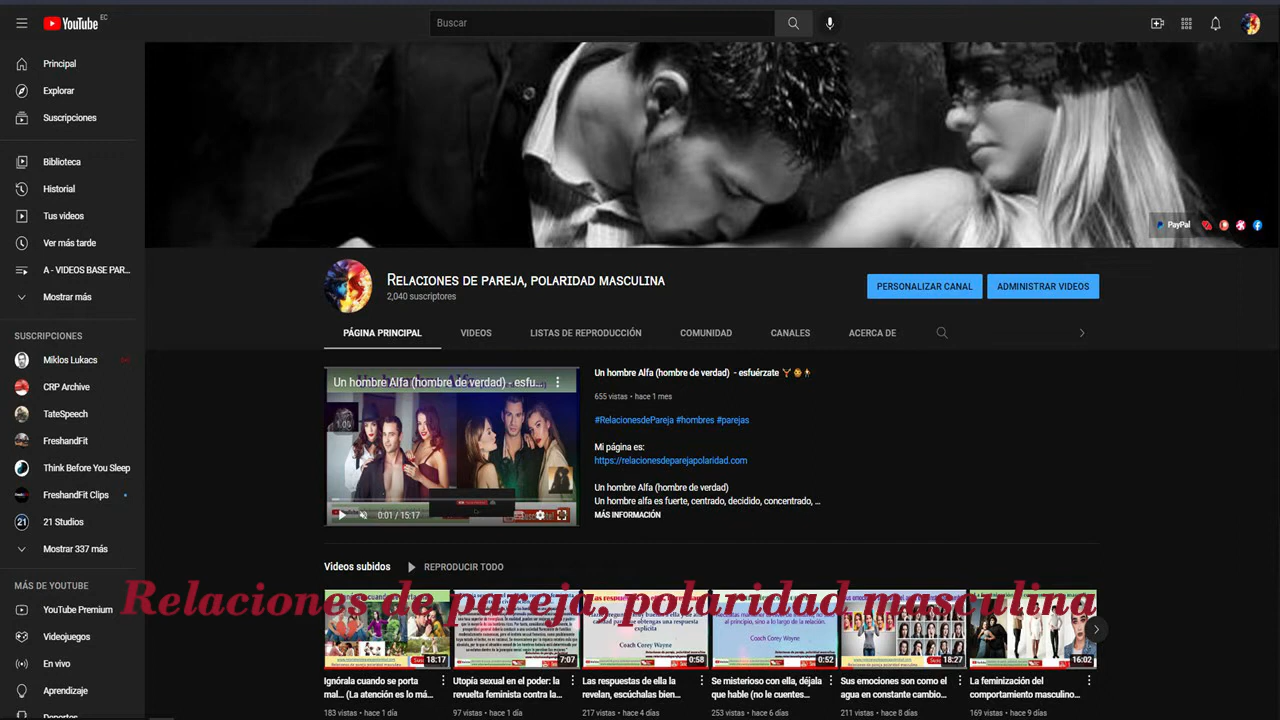 YouTube EC
Buscar
Principal
Explorar
Suscripciones
Biblioteca
Historial
Tus videos
Ver más tarde
A - VIDEOS BASE PAR...
Mostrar más
SUSCRIPCIONES
Miklos Lukacs
CRP Archive
TateSpeech
FreshandFit
Think Before You Sleep
FreshandFit Clips
21 Studios
Mostrar 337 más
MÁS DE YOUTUBE
YouTube Premium
Videojuegos
En vivo
Aprendizaje
Deportes
PayPal
RELACIONES DE PAREJA, POLARIDAD MASCULINA
2,040 suscriptores
PERSONALIZAR CANAL
ADMINISTRAR VIDEOS
PÁGINA PRINCIPAL
VIDEOS
LISTAS DE REPRODUCCIÓN
COMUNIDAD
CANALES
ACERCA DE
Un hombre Alfa (hombre de verdad) - esfu...
0:01 / 15:17
Un hombre Alfa (hombre de verdad) - esfuérzate
655 vistas • hace 1 mes
#RelacionesdePareja #hombres #parejas
Mi página es:
https://relacionesdeparejapolaridad.com
Un hombre Alfa (hombre de verdad)
Un hombre alfa es fuerte, centrado, decidido, concentrado, ...
MÁS INFORMACIÓN
Videos subidos
REPRODUCIR TODO
Relaciones de pareja, polaridad masculina
Coach Corey Wayne
al principio, sino a lo largo de la relación.
Coach Corey Wayne
18:17
7:07
0:58
0:52
18:27
16:02
Ignórala cuando se porta
mal... (La atención es lo má...
183 vistas • hace 1 día
Utopía sexual en el poder: la
revuelta feminista contra la...
97 vistas • hace 1 día
Las respuestas de ella la
revelan, escúchalas bien...
217 vistas • hace 4 días
Se misterioso con ella, déjala
que hable (no le cuentes...
253 vistas • hace 6 días
Sus emociones son como el
agua en constante cambio...
211 vistas • hace 8 días
La feminización del
comportamiento masculino...
169 vistas • hace 9 días